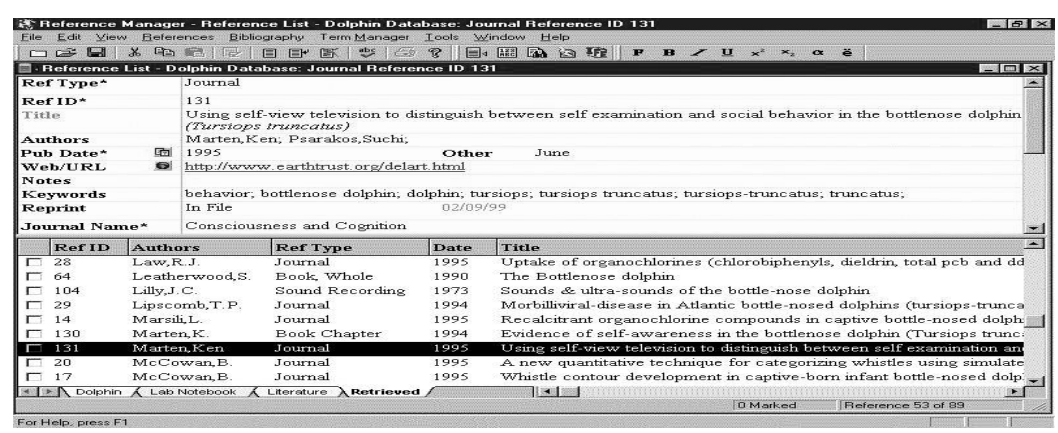 Reference Manager - Reference List - Dolphin Database: Journal Reference ID 131
File Edit View References Bibliography Term Manager Tools Window Help
F B U x² x₂ α ë
Reference List - Dolphin Database: Journal Reference ID 131
Ref Type* Journal
Ref ID* 131
Title Using self-view television to distinguish between self examination and social behavior in the bottlenose dolphin
(Tursiops truncatus)
Authors Marten,Ken; Psarakos,Suchi;
Pub Date* 1995 Other June
Web/URL http://www.earthtrust.org/delart.html
Notes
Keywords behavior; bottlenose dolphin; dolphin; tursiops; tursiops truncatus; tursiops-truncatus; truncatus;
Reprint In File 02/09/99
Journal Name* Consciousness and Cognition
Ref ID Authors Ref Type Date Title
28 Law,R.J. Journal 1995 Uptake of organochlorines (chlorobiphenyls, dieldrin, total pcb and dd
64 Leatherwood,S. Book, Whole 1990 The Bottlenose dolphin
104 Lilly,J.C. Sound Recording 1973 Sounds & ultra-sounds of the bottle-nose dolphin
29 Lipscomb,T.P. Journal 1994 Morbilliviral-disease in Atlantic bottle-nosed dolphins (tursiops-trunca
14 Marsili,L. Journal 1995 Recalcitrant organochlorine compounds in captive bottle-nosed dolph
130 Marten,K. Book Chapter 1994 Evidence of self-awareness in the bottlenose dolphin (Tursiops trunc
131 Marten,Ken Journal 1995 Using self-view television to distinguish between self examination an
20 McCowan,B. Journal 1995 A new quantitative technique for categorizing whistles using simulate
17 McCowan,B. Journal 1995 Whistle contour development in captive-born infant bottle-nosed dolp
Dolphin Lab Notebook Literature Retrieved
0 Marked Reference 53 of 89
For Help, press F1